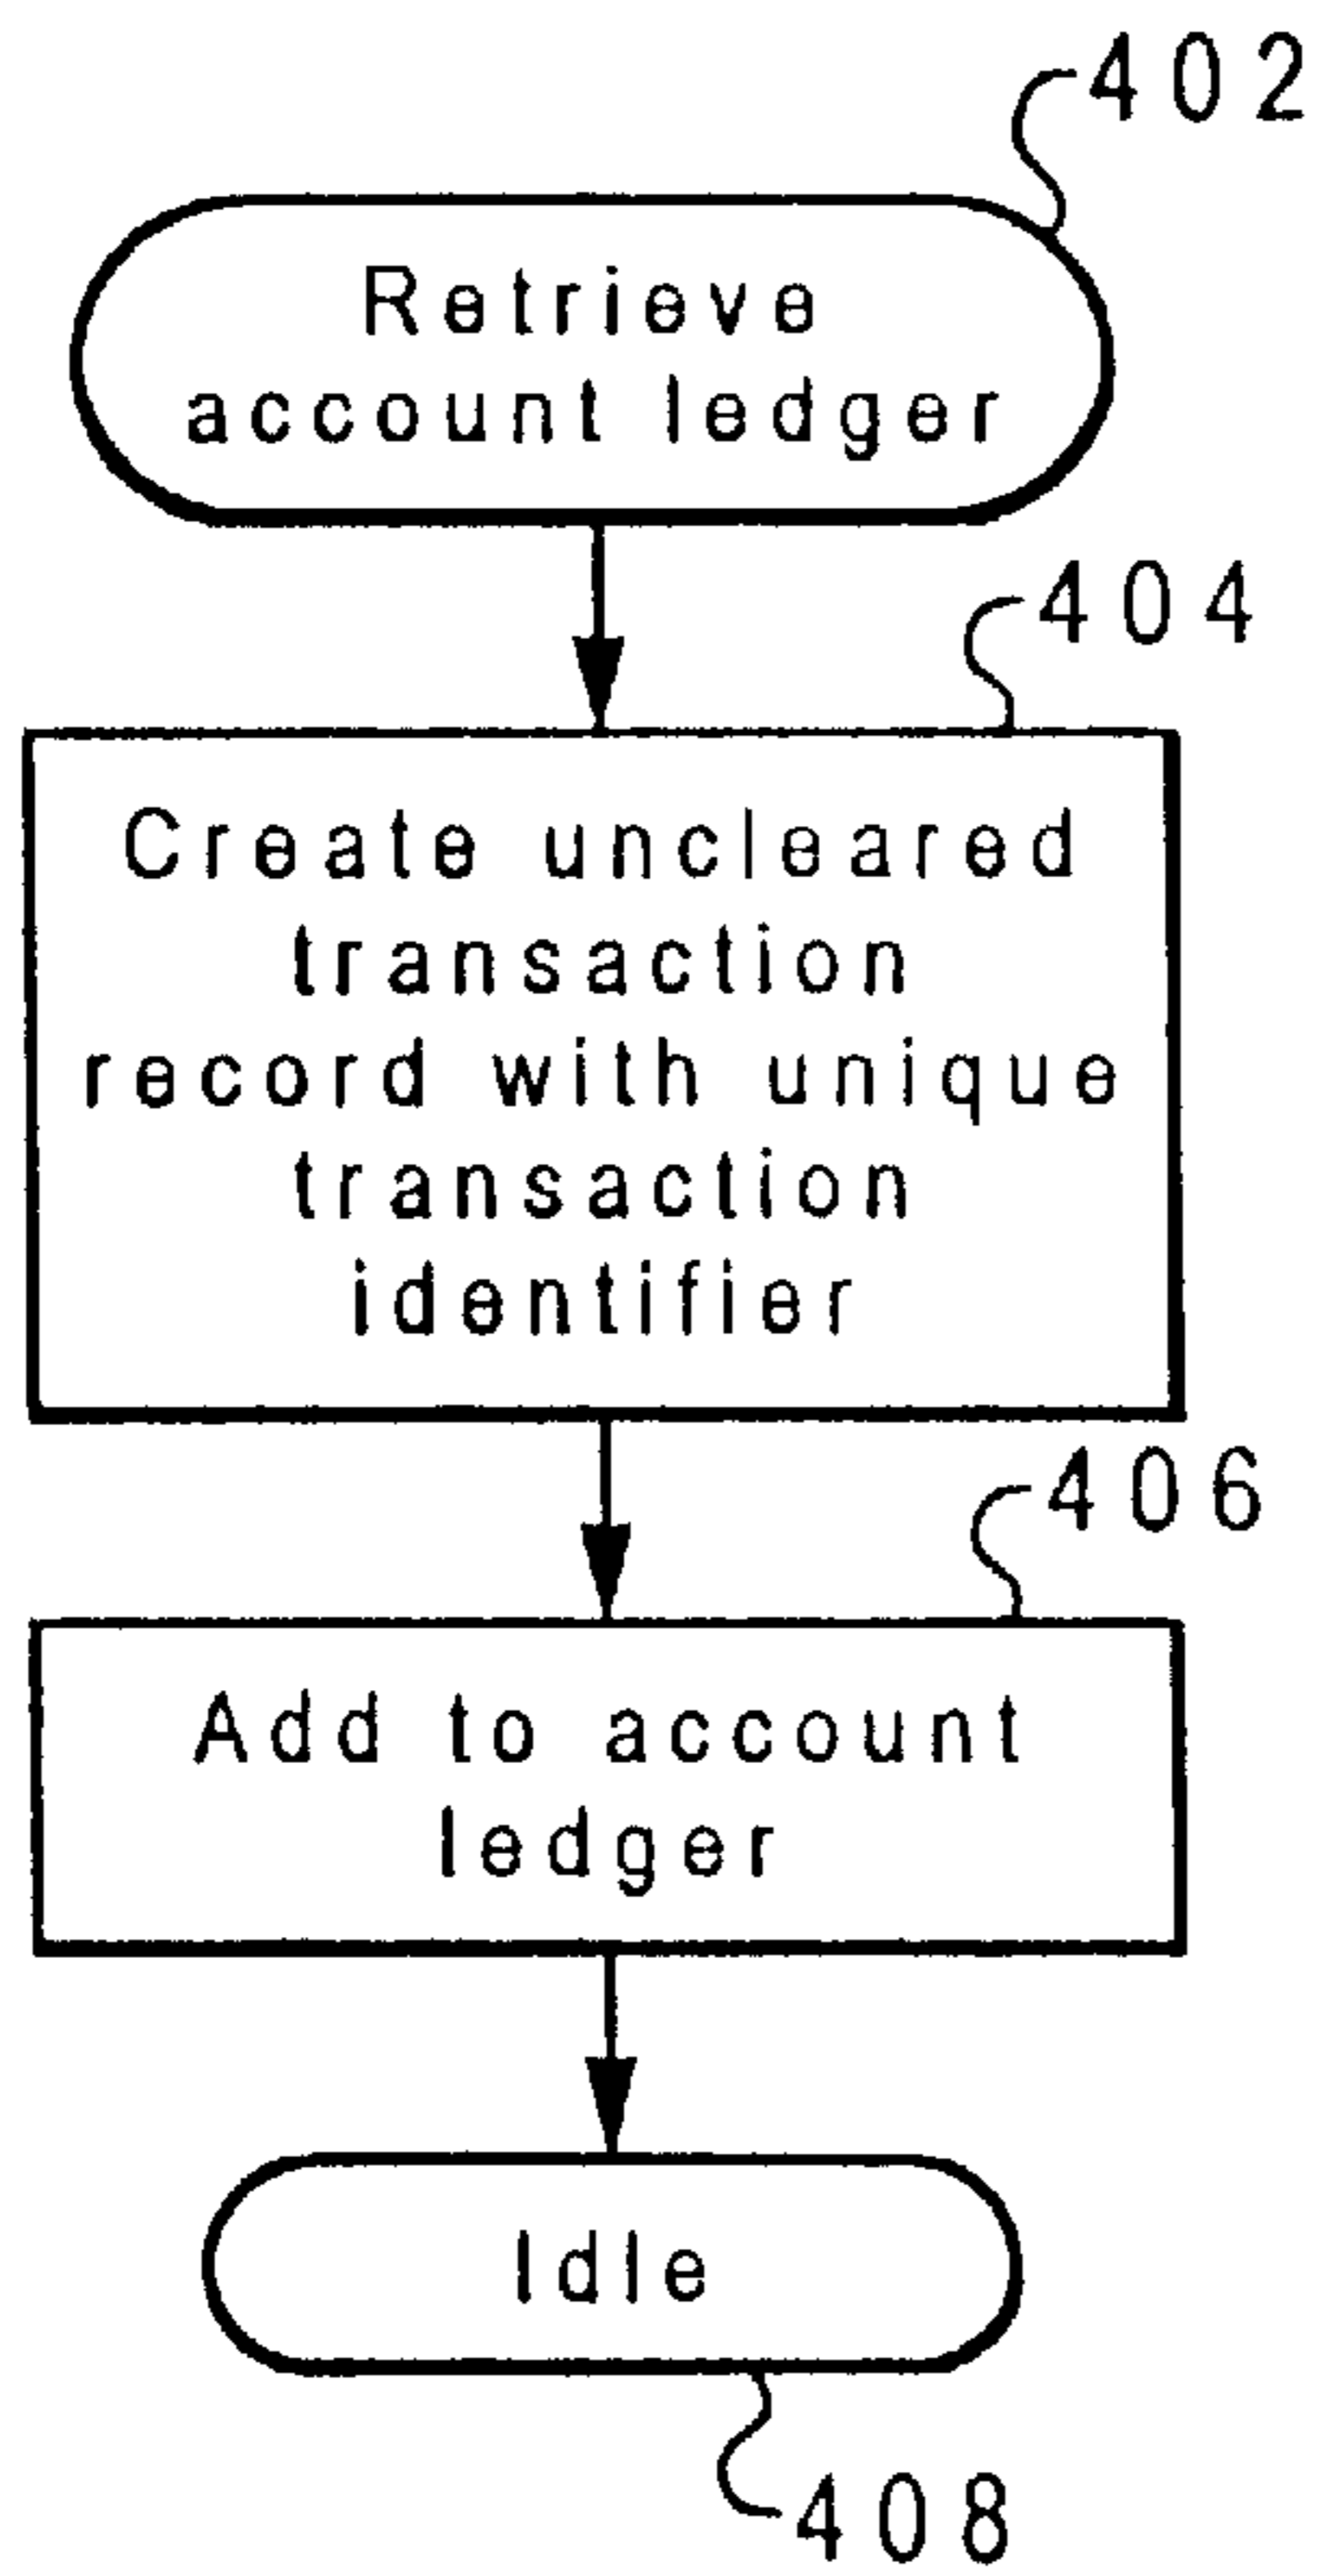 402
Retrieve
account ledger
404
Create uncleared
transaction
record with unique
transaction
identifier
406
Add to account
ledger
Idle
408